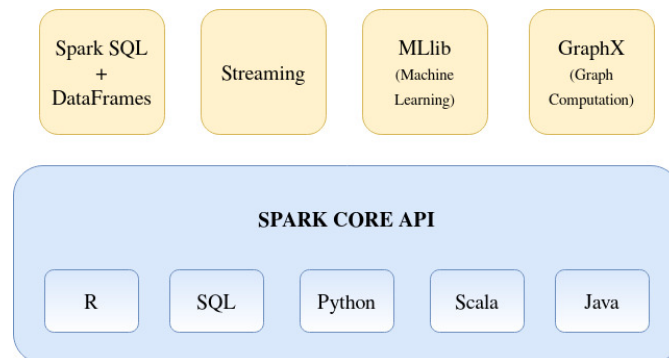 Spark SQL
+
DataFrames
Streaming
MLlib
(Machine
Learning)
GraphX
(Graph
Computation)
SPARK CORE API
R
SQL
Python
Scala
Java